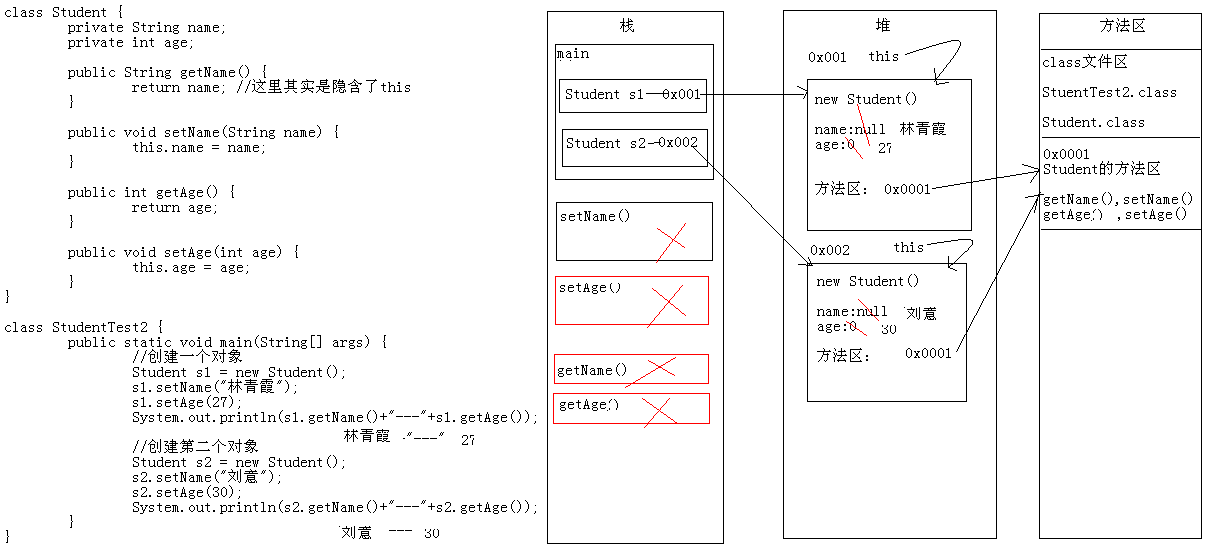 class Student {
private String name;
private int age;
public String getName() {
return name; //这里其实是隐含了this
}
public void setName(String name) {
this.name = name;
}
public int getAge() {
return age;
}
public void setAge(int age) {
this.age = age;
}
}
class StudentTest2 {
public static void main(String[] args) {
//创建一个对象
Student s1 = new Student();
s1.setName("林青霞");
s1.setAge(27);
System.out.println(s1.getName()+"---"+s1.getAge());
林青霞 "---" 27
//创建第二个对象
Student s2 = new Student();
s2.setName("刘意");
s2.setAge(30);
System.out.println(s2.getName()+"---"+s2.getAge());
}
刘意 --- 30
}
栈
main
Student s1 0x001
Student s2 0x002
setName()
setAge()
getName()
getAge()
堆
0x001 this
new Student()
name:null 林青霞
age:0 27
方法区: 0x0001
0x002 this
new Student()
name:null 刘意
age:0 30
方法区: 0x0001
方法区
class文件区
StuentTest2.class
Student.class
0x0001
Student的方法区
getName(),setName()
getAge() ,setAge()